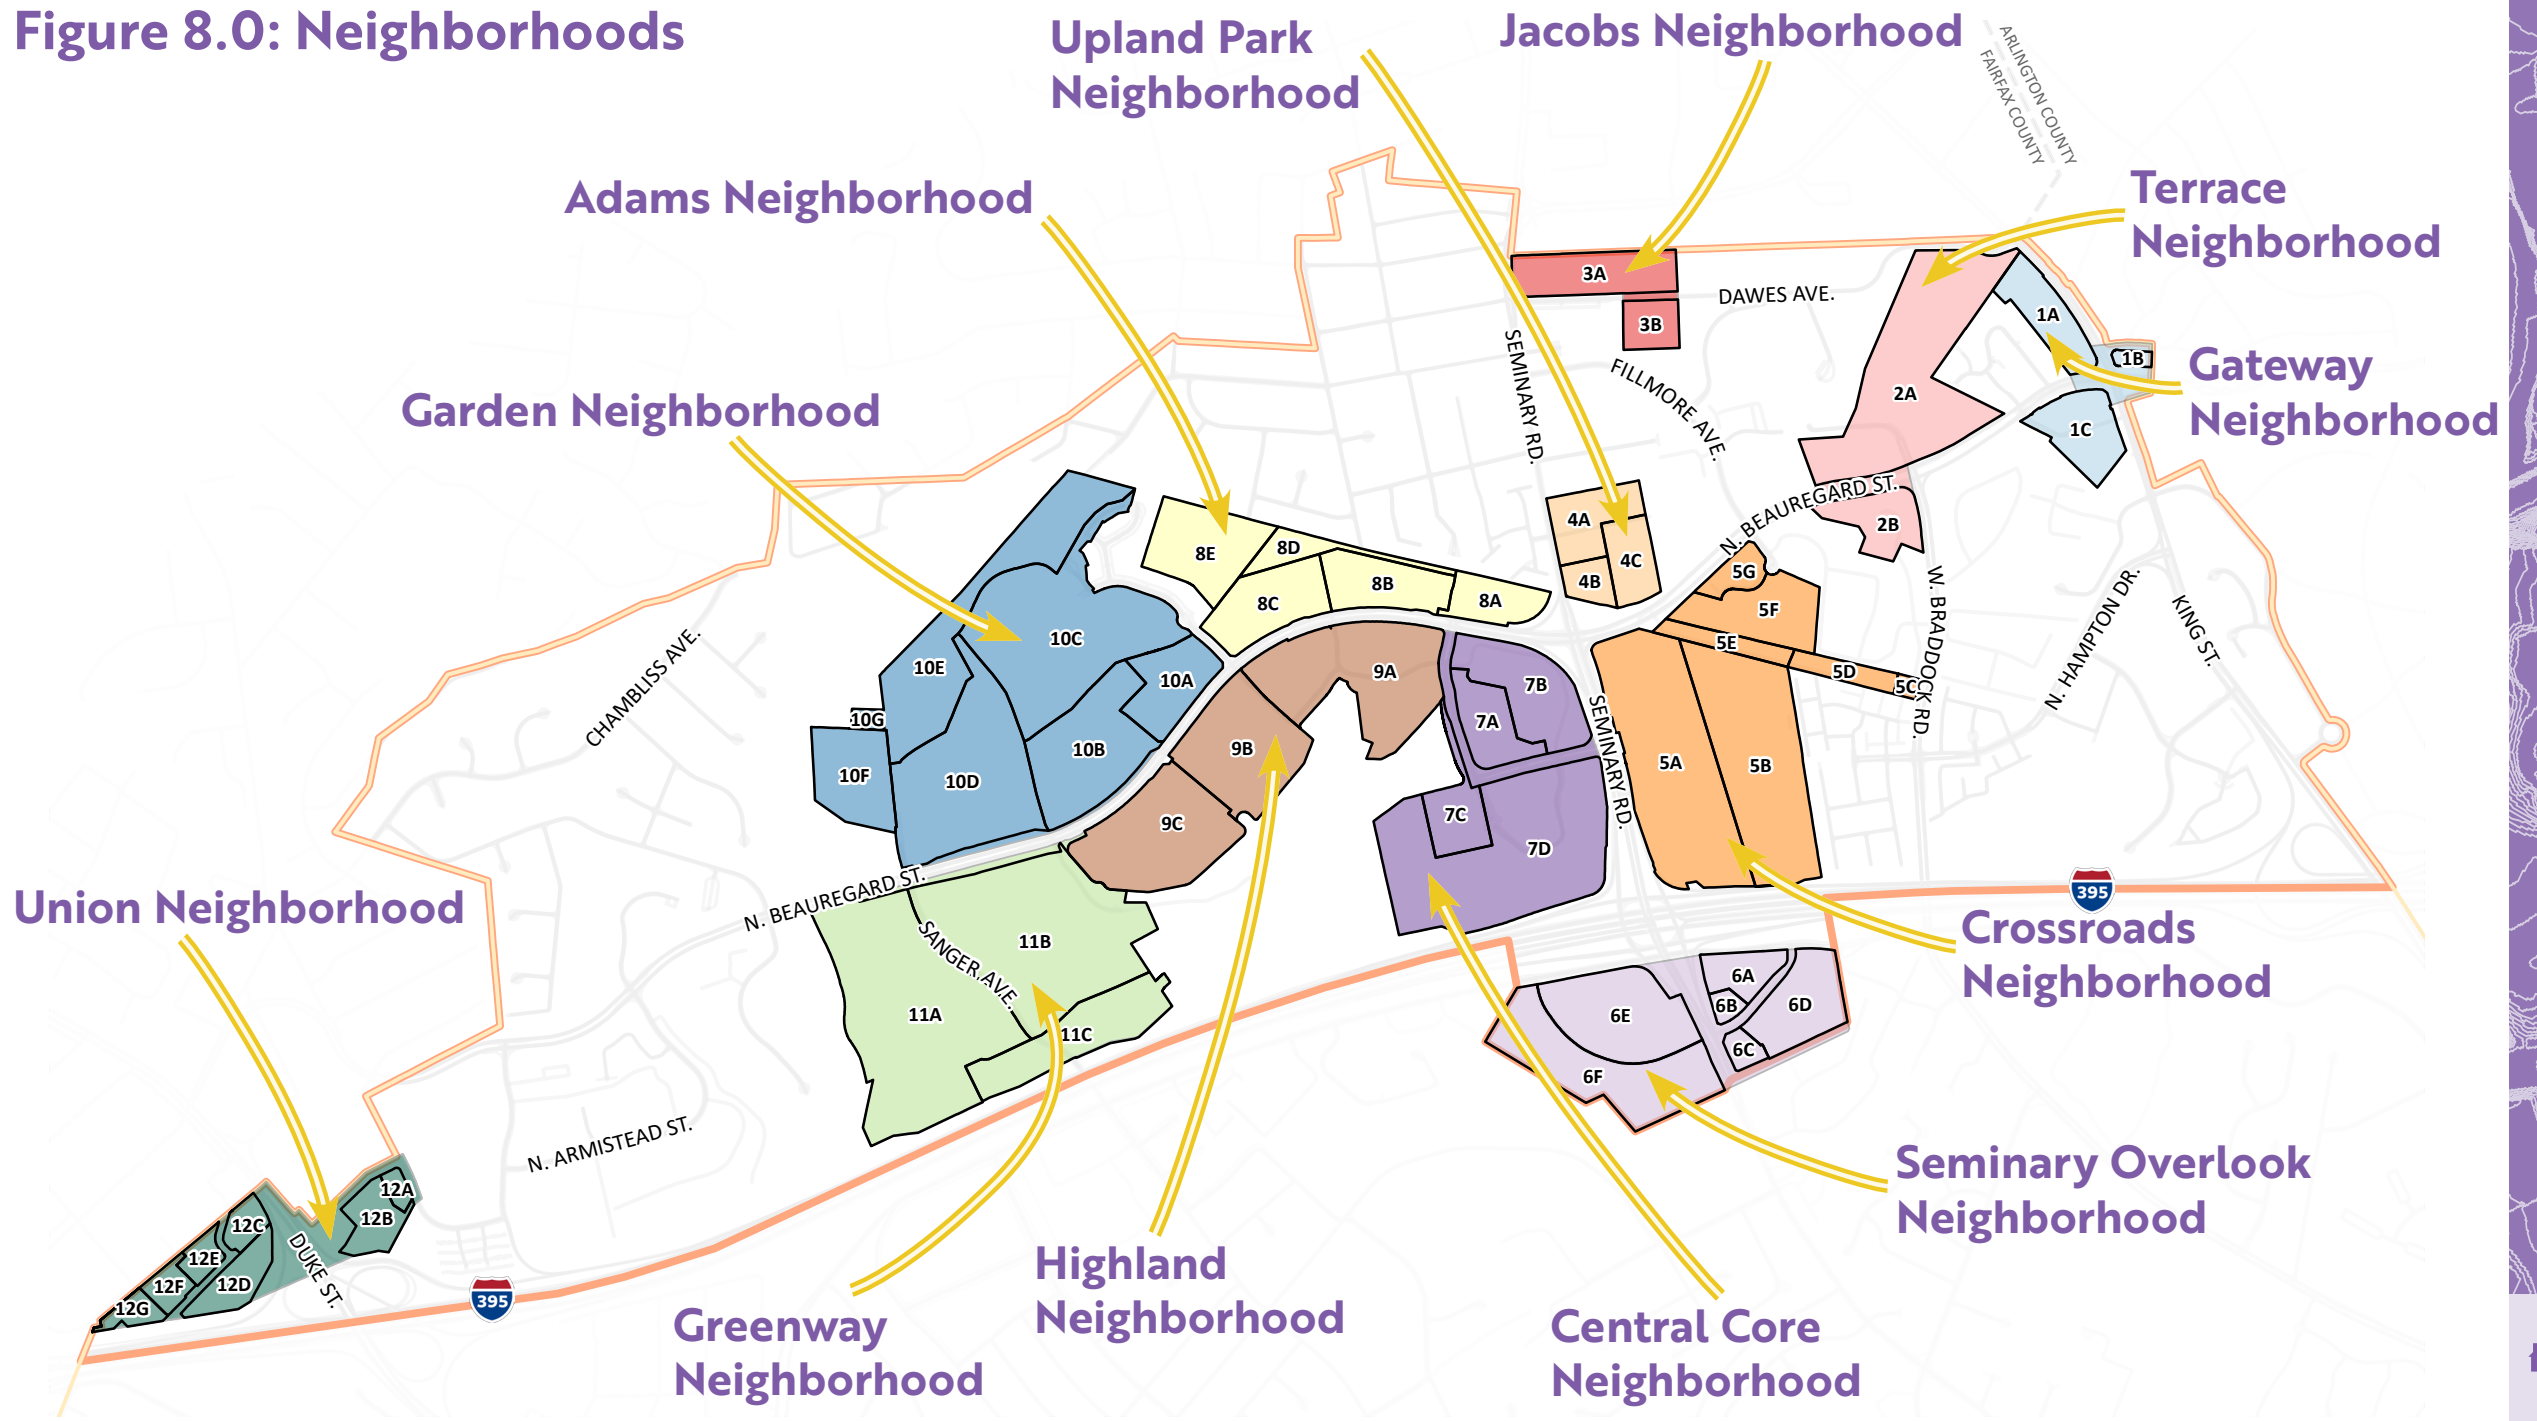 Figure 8.0: Neighborhoods
Upland Park
Neighborhood
Jacobs Neighborhood
ARLINGTON COUNTY
FAIRFAX COUNTY
Adams Neighborhood
Terrace
Neighborhood
Garden Neighborhood
Gateway
Neighborhood
3A
3B
DAWES AVE.
SEMINARY RD.
FILLMORE AVE.
1A
1B
1C
2A
2B
N. BEAUREGARD ST.
4A
4B
4C
8E
8D
8C
8B
8A
5G
5F
5E
5D
5C
5A
5B
W. BRADDOCK RD.
N. HAMPTON DR.
KING ST.
CHAMBLISS AVE.
10C
10E
10A
10G
10B
10F
10D
9A
9B
9C
7B
7A
7C
7D
SEMINARY RD.
395
Union Neighborhood
N. BEAUREGARD ST.
SANGER AVE.
11B
11A
11C
Crossroads
Neighborhood
6A
6B
6D
6E
6C
6F
N. ARMISTEAD ST.
Seminary Overlook
Neighborhood
12A
12B
12C
12E
12D
12F
12G
DUKE ST.
395
Highland
Neighborhood
Greenway
Neighborhood
Central Core
Neighborhood